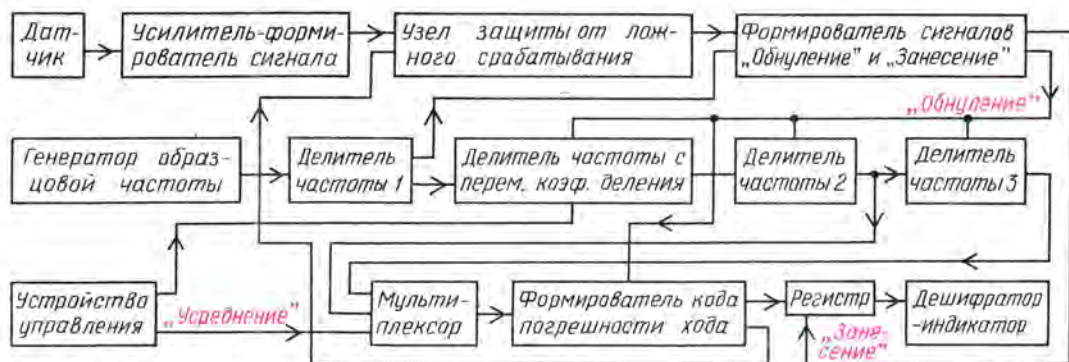 Дат-
чик
Усилитель-форми-
рователь сигнала
Узел защиты от лож-
ного срабатывания
Формирователь сигналов
„Обнуление" и „Занесение"
„Обнуление"
Генератор образ-
цовой частоты
Делитель
частоты 1
Делитель частоты с
перем. коэф. деления
Делитель
частоты 2
Делитель
частоты 3
Устройство
управления
„Усреднение"
Мульти-
плексор
Формирователь кода
погрешности хода
Регистр
„Зане-
сение"
Дешифратор
-индикатор